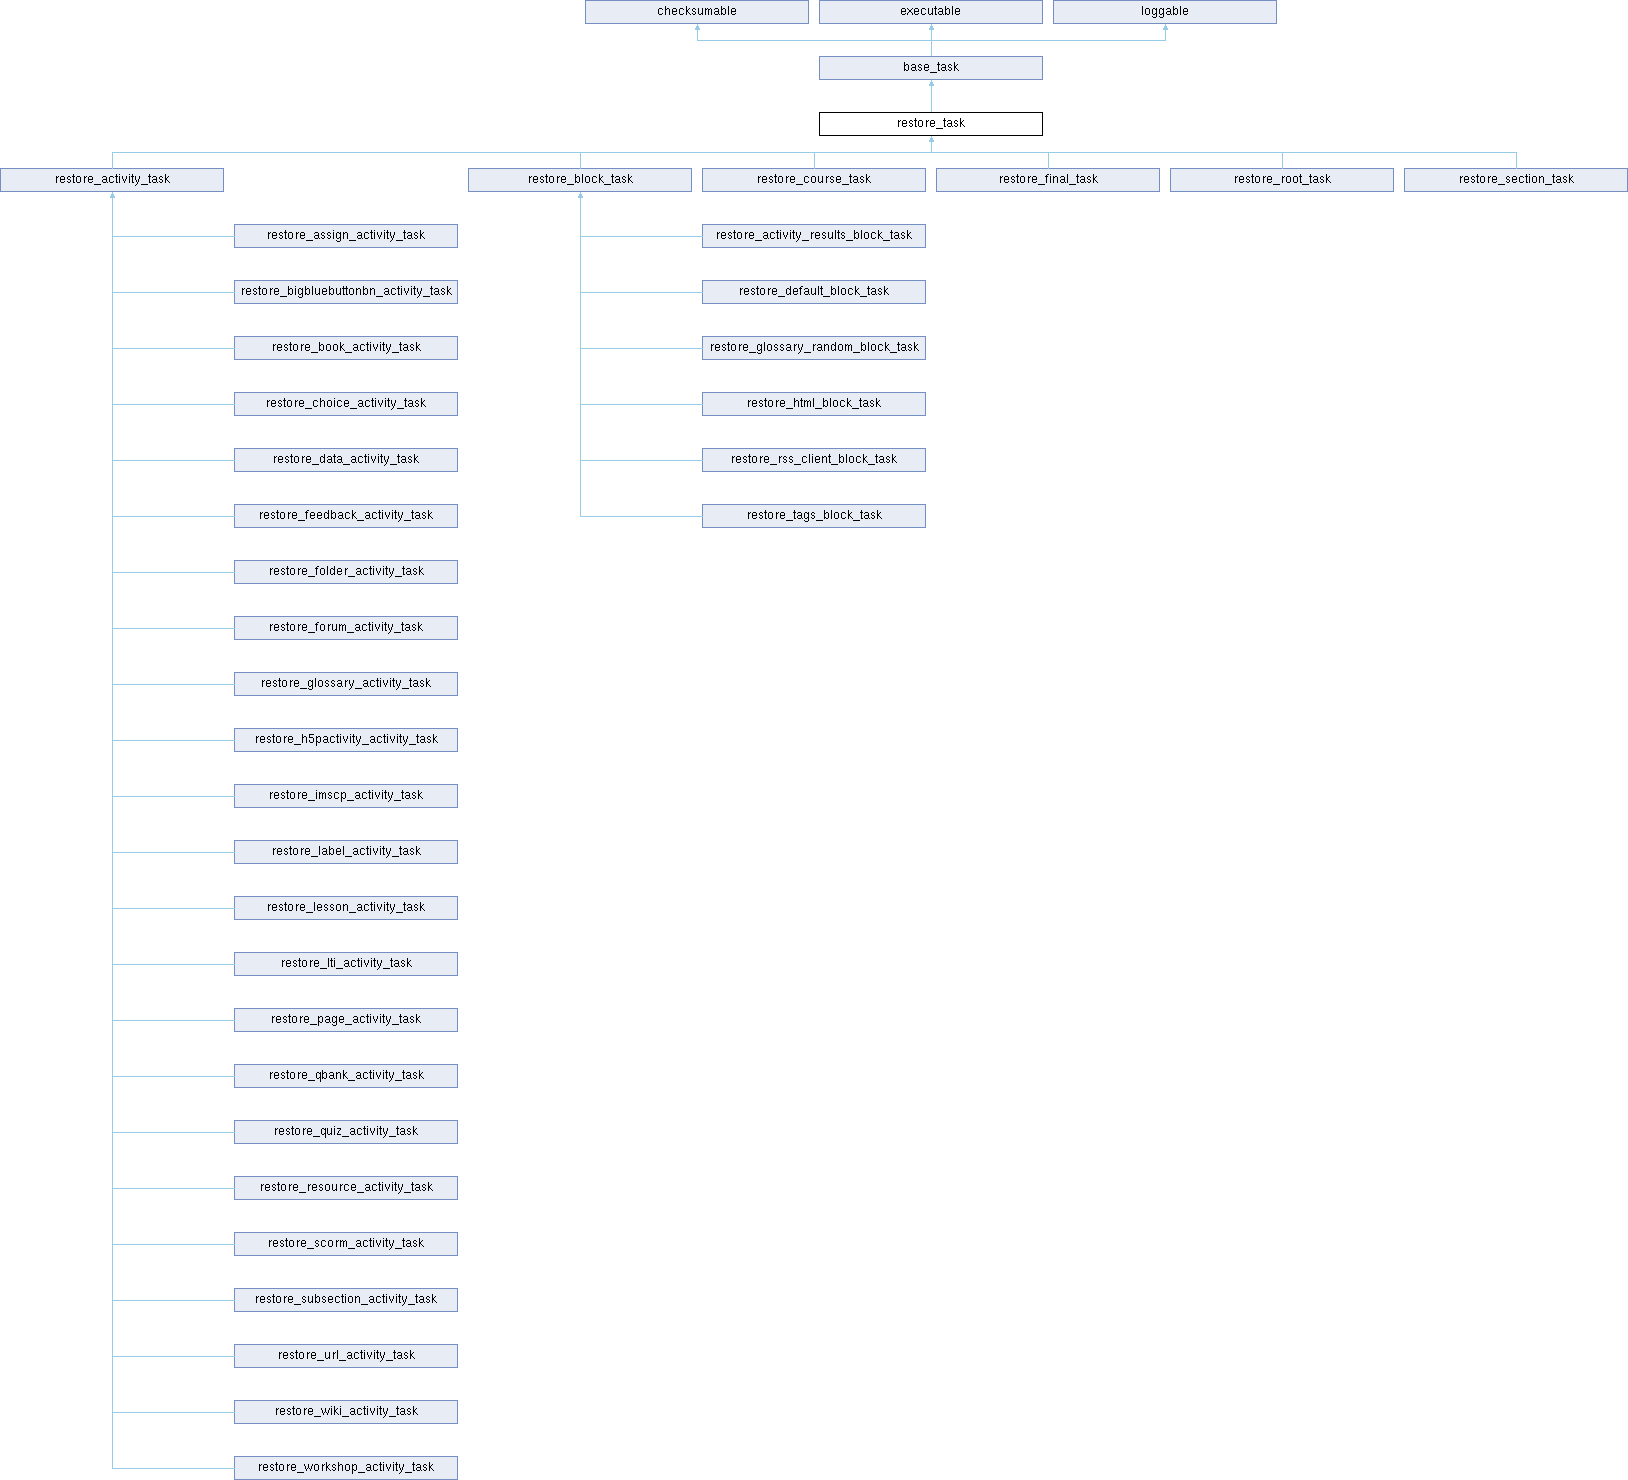 checksumable
executable
loggable
base_task
restore_task
restore_activity_task
restore_block_task
restore_course_task
restore_final_task
restore_root_task
restore_section_task
restore_assign_activity_task
restore_activity_results_block_task
restore_bigbluebuttonbn_activity_task
restore_default_block_task
restore_book_activity_task
restore_glossary_random_block_task
restore_choice_activity_task
restore_html_block_task
restore_data_activity_task
restore_rss_client_block_task
restore_feedback_activity_task
restore_tags_block_task
restore_folder_activity_task
restore_forum_activity_task
restore_glossary_activity_task
restore_h5pactivity_activity_task
restore_imscp_activity_task
restore_label_activity_task
restore_lesson_activity_task
restore_lti_activity_task
restore_page_activity_task
restore_qbank_activity_task
restore_quiz_activity_task
restore_resource_activity_task
restore_scorm_activity_task
restore_subsection_activity_task
restore_url_activity_task
restore_wiki_activity_task
restore_workshop_activity_task